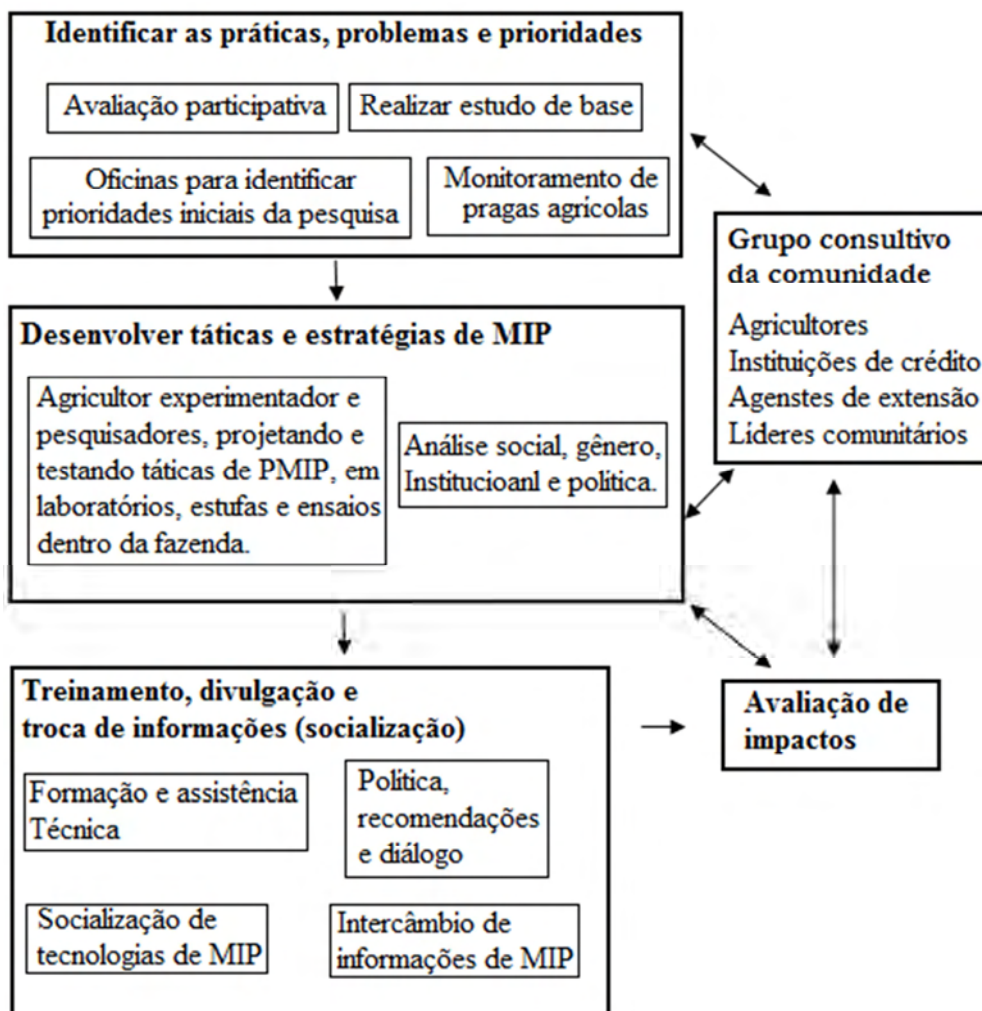 Identificar as práticas, problemas e prioridades
Avaliação participativa
Realizar estudo de base
Oficinas para identificar
prioridades iniciais da pesquisa
Monitoramento de
pragas agrícolas
Grupo consultivo
da comunidade
Agricultores
Instituições de crédito
Agenstes de extensão
Líderes comunitários
Desenvolver táticas e estratégias de MIP
Agricultor experimentador e
pesquisadores, projetando e
testando táticas de PMIP, em
laboratórios, estufas e ensaios
dentro da fazenda.
Análise social, gênero,
Institucioanl e política.
Treinamento, divulgação e
troca de informações (socialização)
Formação e assistência
Técnica
Política,
recomendações
e diálogo
Socialização de
tecnologias de MIP
Intercâmbio de
informações de MIP
Avaliação de
impactos